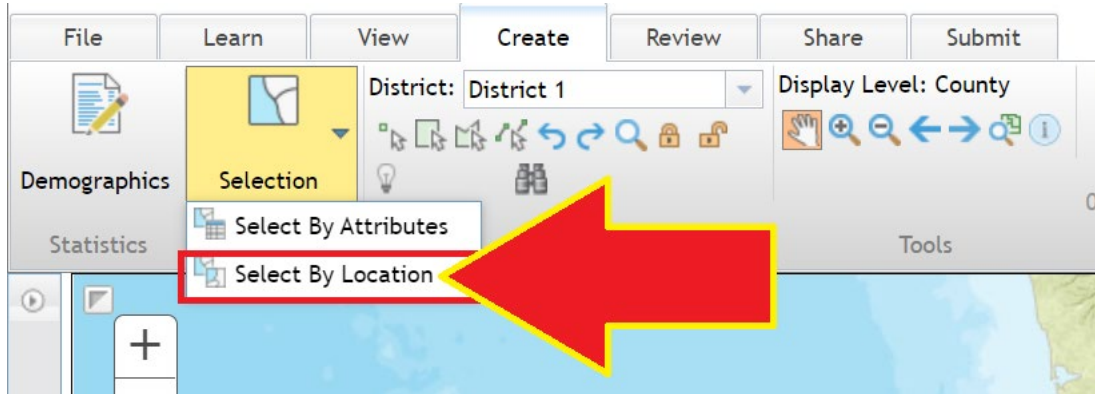 File Learn View Create Review Share Submit
District: District 1
Display Level: County
Demographics
Selection
Select By Attributes
Statistics
Tools
Select By Location